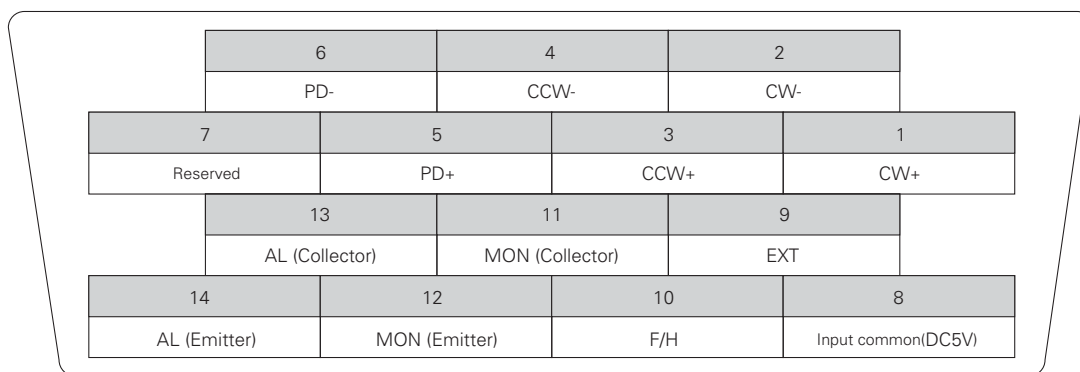 6 4 2
PD- CCW- CW-
7 5 3 1
Reserved PD+ CCW+ CW+
13 11 9
AL (Collector) MON (Collector) EXT
14 12 10 8
AL (Emitter) MON (Emitter) F/H Input common(DC5V)